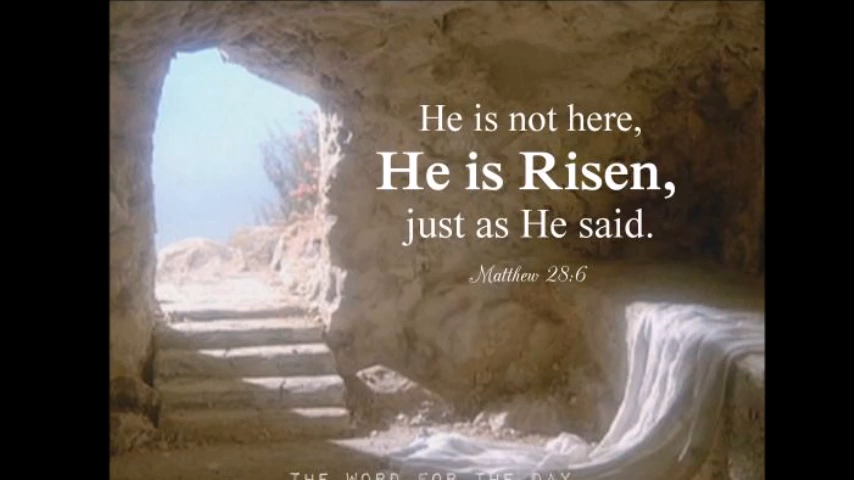 He is not here,
He is Risen,
just as He said.
Matthew 28:6
THE WORD FOR THE DAY